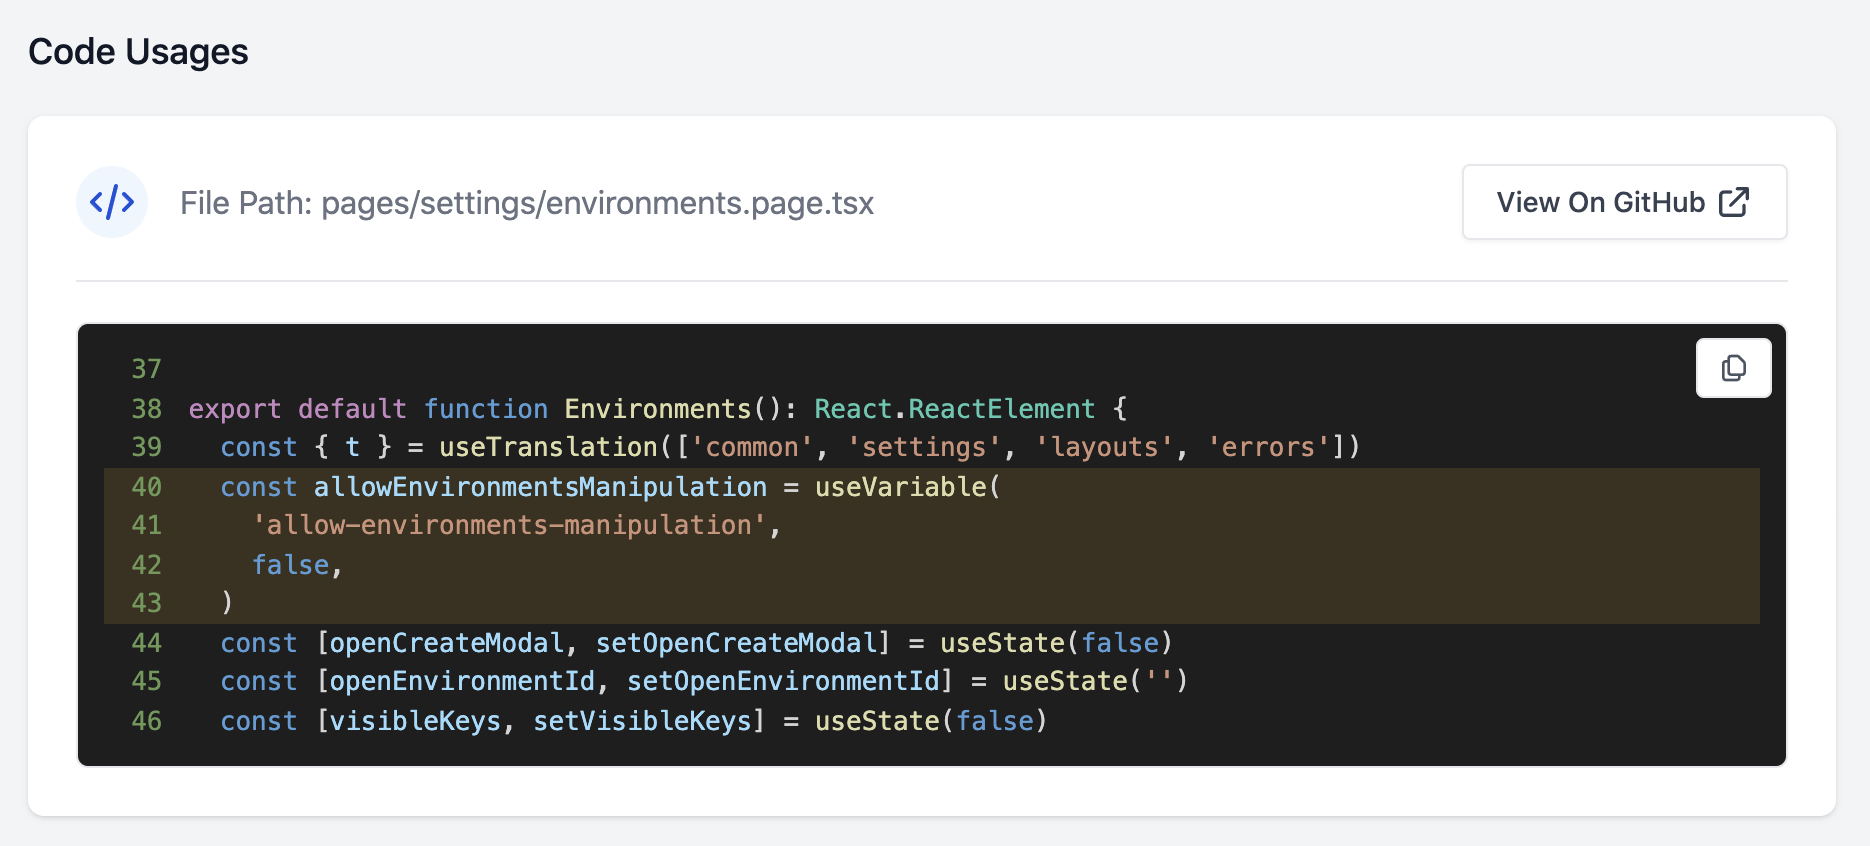 Code Usages
File Path: pages/settings/environments.page.tsx
View On GitHub
37
38 export default function Environments(): React.ReactElement {
39   const { t } = useTranslation(['common', 'settings', 'layouts', 'errors'])
40   const allowEnvironmentsManipulation = useVariable(
41     'allow-environments-manipulation',
42     false,
43   )
44   const [openCreateModal, setOpenCreateModal] = useState(false)
45   const [openEnvironmentId, setOpenEnvironmentId] = useState('')
46   const [visibleKeys, setVisibleKeys] = useState(false)